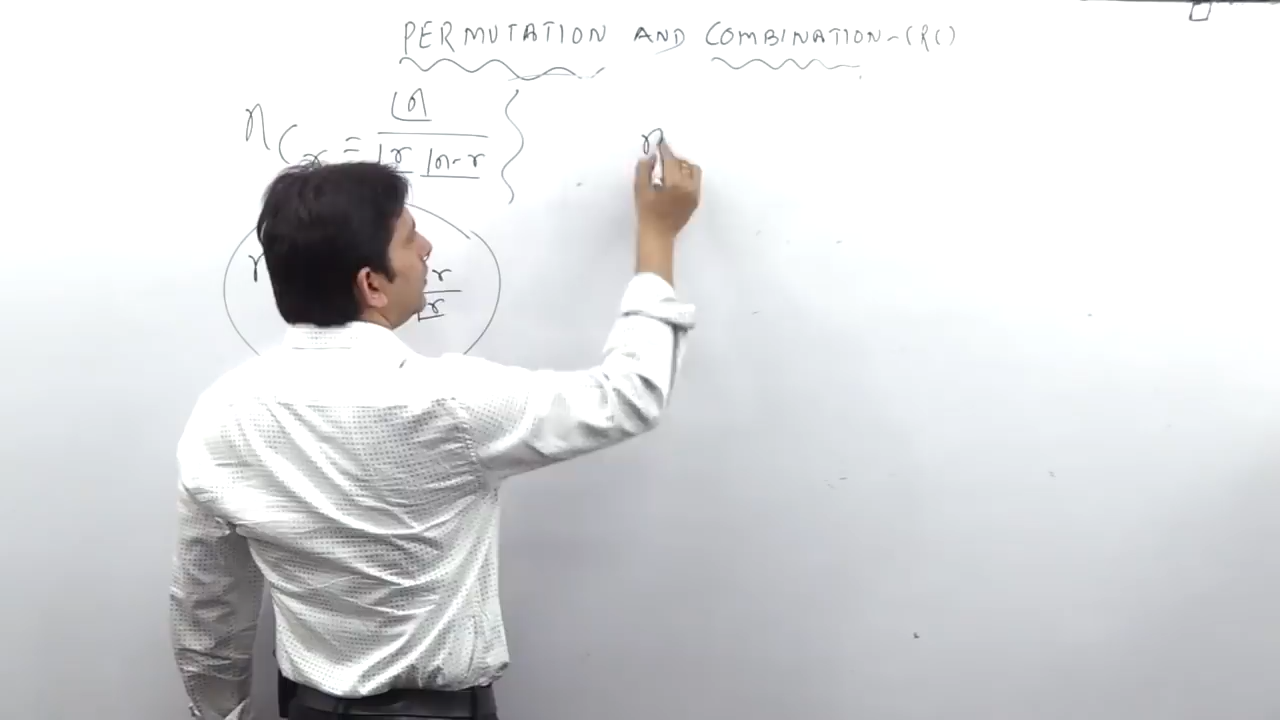 PERMUTATION AND COMBINATION-(RC)
nCr = |n / |r |n-r
r
r
|r
n